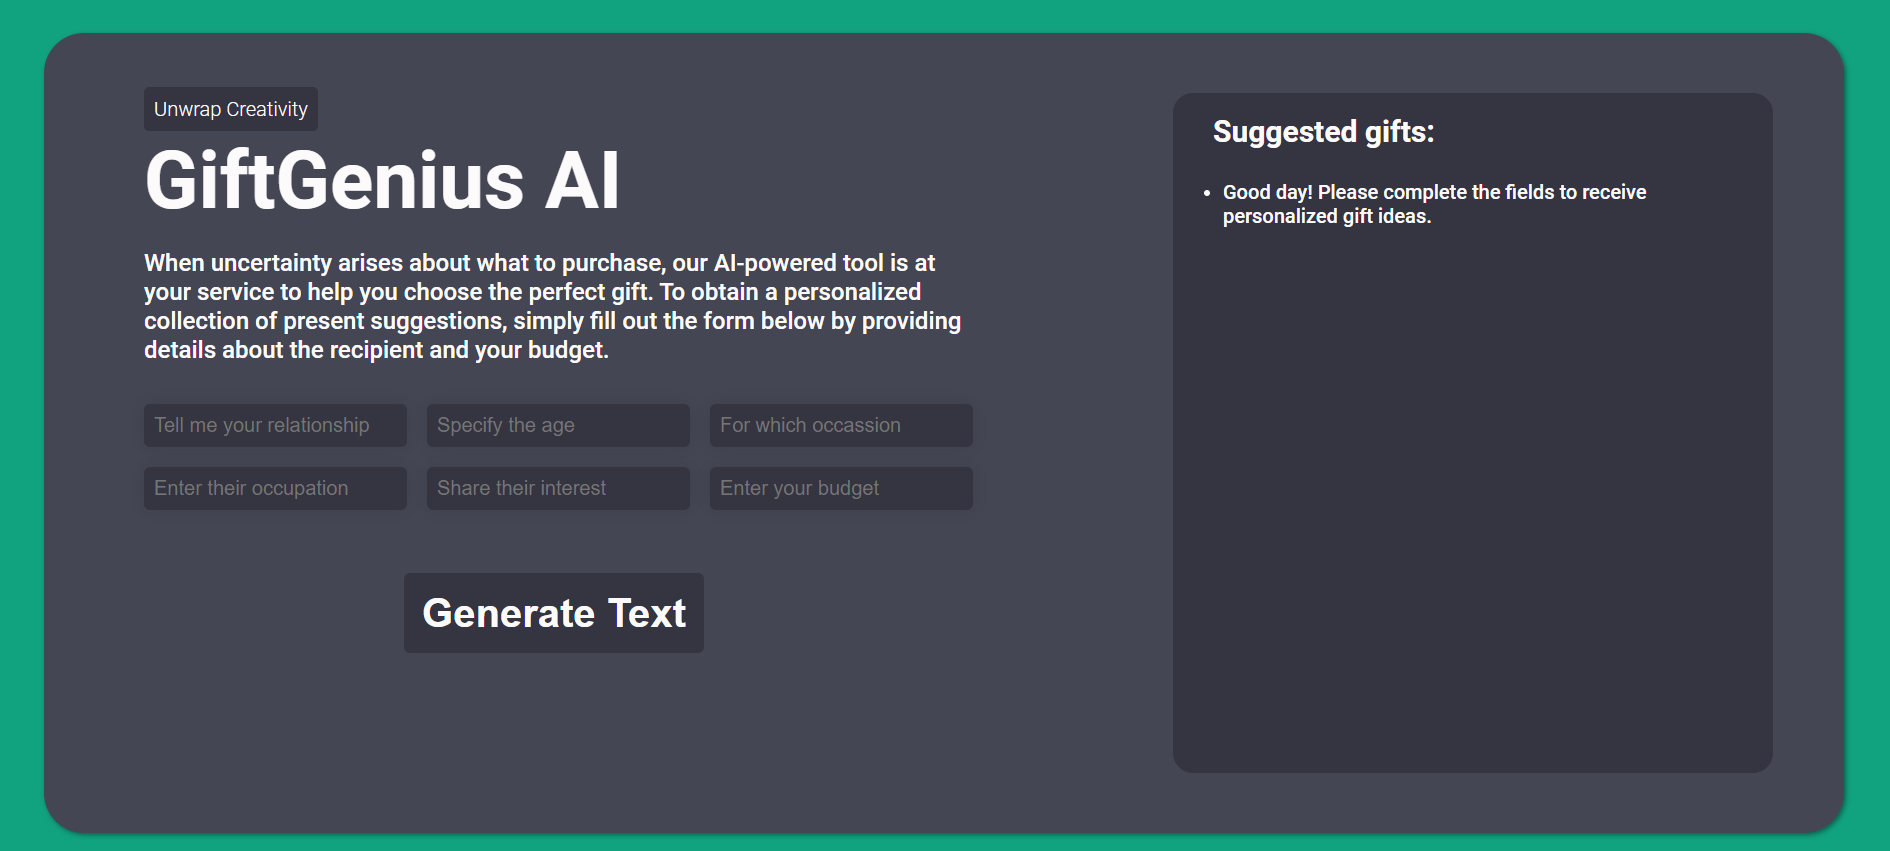 Unwrap Creativity
GiftGenius AI
When uncertainty arises about what to purchase, our AI-powered tool is at
your service to help you choose the perfect gift. To obtain a personalized
collection of present suggestions, simply fill out the form below by providing
details about the recipient and your budget.
Tell me your relationship
Specify the age
For which occassion
Enter their occupation
Share their interest
Enter your budget
Generate Text
Suggested gifts:
• Good day! Please complete the fields to receive
personalized gift ideas.